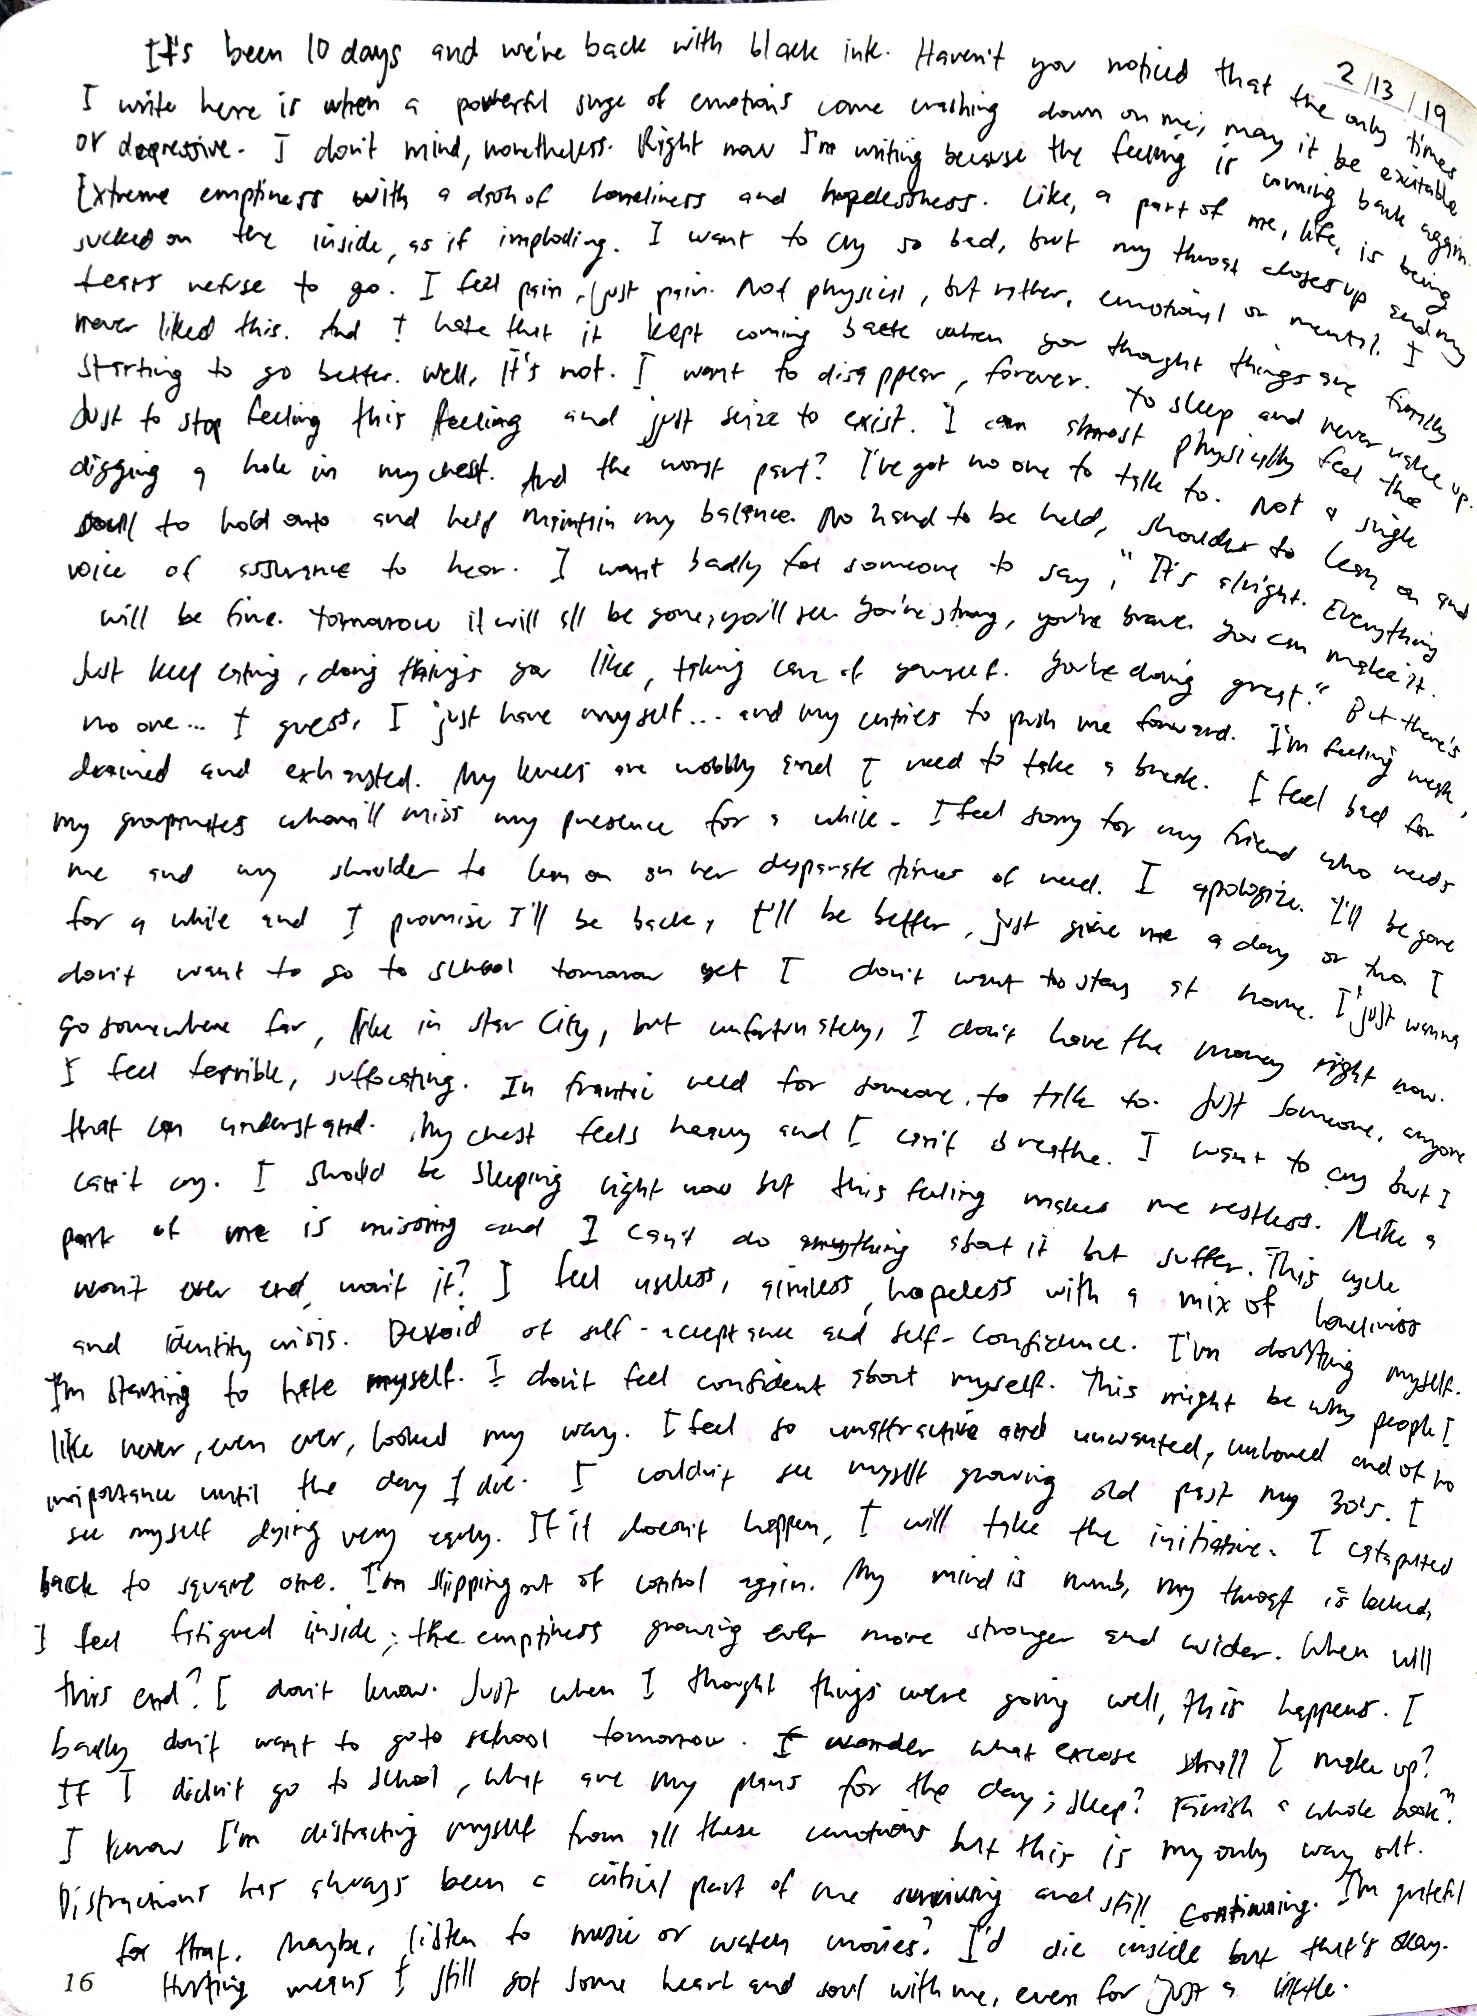 2/13/19
It's been 10 days and we're back with black ink. Haven't you noticed that the only times
I write here is when a powerful surge of emotions come crashing down on me, may it be excitable
or depressive. I don't mind, nonetheless. Right now I'm writing because the feeling is coming back again.
Extreme emptiness with a dash of loneliness and hopelessness. Like, a part of me, life, is being
sucked on the inside, as if imploding. I want to cry so bad, but my throat closes up and my
tears refuse to go. I feel pain, just pain. Not physical, but rather, emotional or mental. I
never liked this. And I hate that it kept coming back when you thought things are finally
starting to go better. Well, it's not. I want to disappear, forever. To sleep and never wake up.
Just to stop feeling this feeling and just seize to exist. I can almost physically feel the
digging a hole in my chest. And the worst part? I've got no one to talk to. Not a single
soul to hold onto and help maintain my balance. No hand to be held, shoulder to lean on and
voice of assurance to hear. I want badly for someone to say, "It's alright. Everything
will be fine. Tomorrow it will all be gone, you'll see. You're strong, you're brave. You can make it.
Just keep eating, doing things you like, taking care of yourself. You're doing great." But there's
no one... I guess, I just have myself... and my entries to push me forward. I'm feeling weak,
drained and exhausted. My knees are wobbly and I need to take a break. I feel bad for
my groupmates whom'll miss my presence for a while. I feel sorry for my friend who needs
me and my shoulder to lean on on her desparate times of need. I apologize. I'll be gone
for a while and I promise I'll be back, I'll be better, just give me a day or two. I
don't want to go to school tomorrow yet I don't want to stay at home. I just wanna
go somewhere far, like in Star City, but unfortunately, I don't have the money right now.
I feel terrible, suffocating. In frantic need for someone to talk to. Just someone, anyone
that can understand. My chest feels heavy and I can't breathe. I want to cry but I
can't cry. I should be sleeping right now but this feeling makes me restless. Like a
part of me is missing and I can't do anything about it but suffer. This cycle
won't ever end, won't it? I feel useless, aimless, hopeless with a mix of loneliness
and identity crisis. Devoid of self-acceptance and self-confidence. I'm doubting myself.
I'm starting to hate myself. I don't feel confident about myself. This might be why people I
like never, even ever, looked my way. I feel so unattractive and unwanted, unloved and of no
importance until the day I die. I couldn't see myself growing old past my 30's. I
see myself dying very early. If it doesn't happen, I will take the initiative. I catapulted
back to square one. I'm slipping out of control again. My mind is numb, my throat is locked,
I feel fatigued inside; the emptiness growing ever more stronger and wider. When will
this end? I don't know. Just when I thought things were going well, this happens. I
badly don't want to go to school tomorrow. I wonder what excuse shall I make up?
If I didn't go to school, what are my plans for the day; sleep? Finish a whole book?
I know I'm distracting myself from all these emotions but this is my only way out.
Distractions has always been a critical part of me surviving and still continuing. I'm grateful
for that. Maybe, listen to music or watch movies? I'd die inside but that's okay.
Hurting means I still got some heart and soul with me, even for just a little.
16